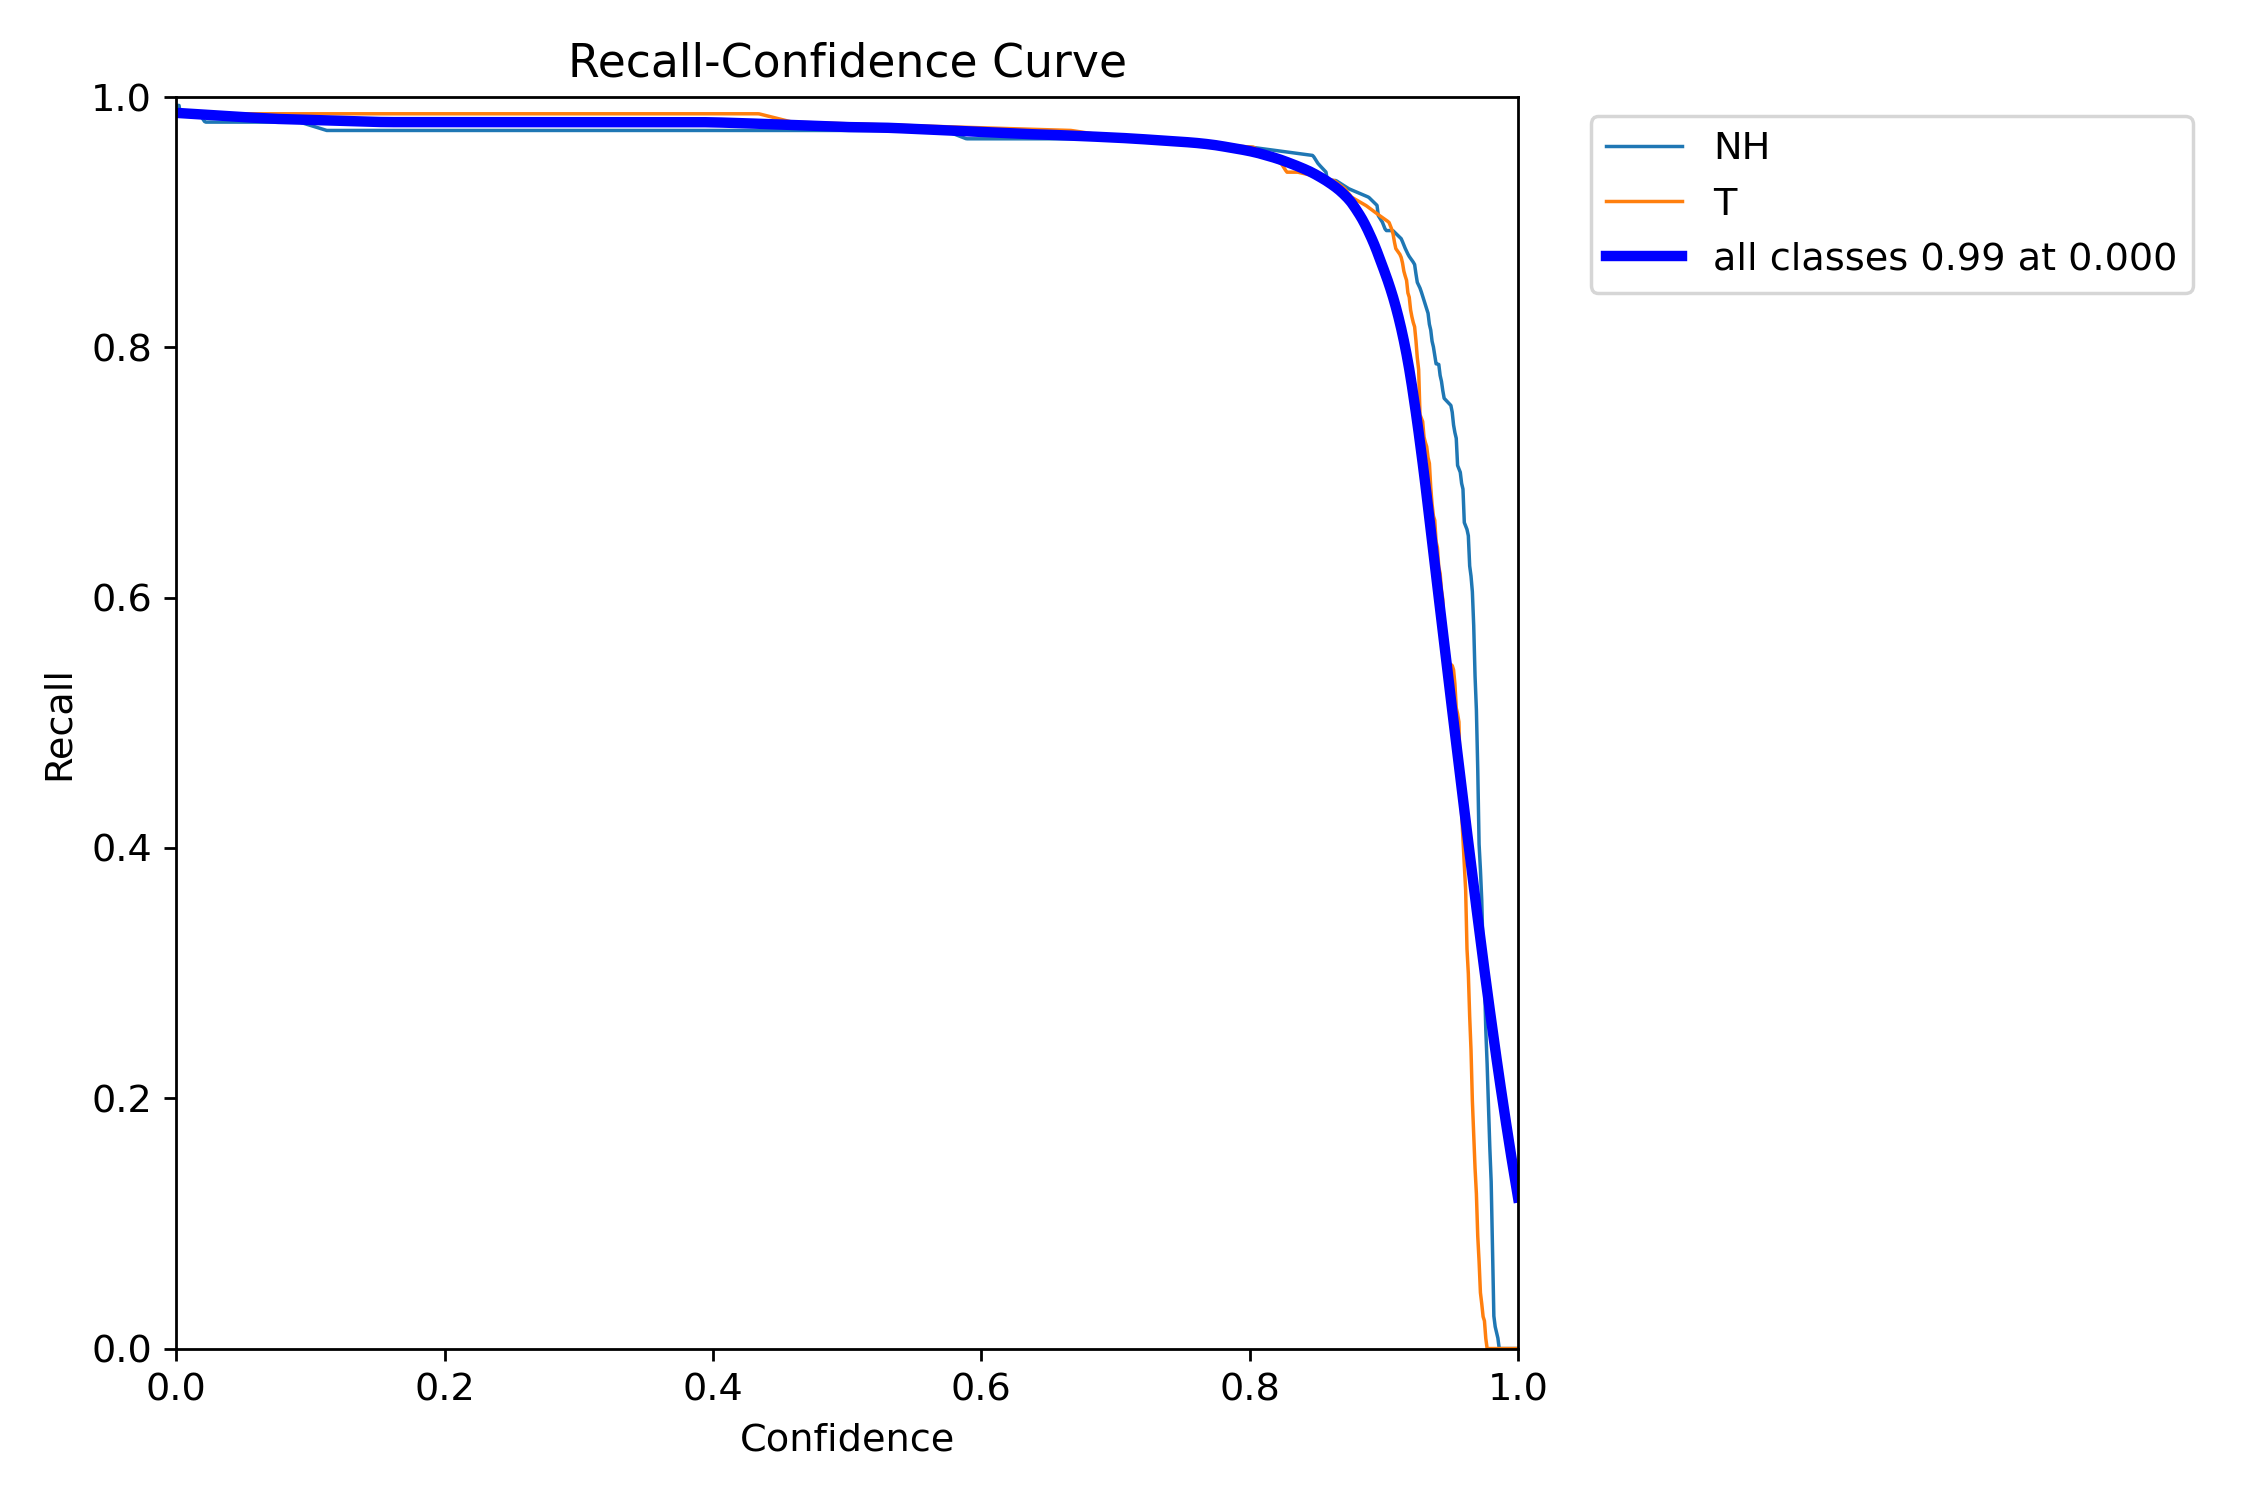 Recall-Confidence Curve
1.0
0.8
0.6
0.4
0.2
0.0
Recall
0.0 0.2 0.4 0.6 0.8 1.0
Confidence
NH
T
all classes 0.99 at 0.000